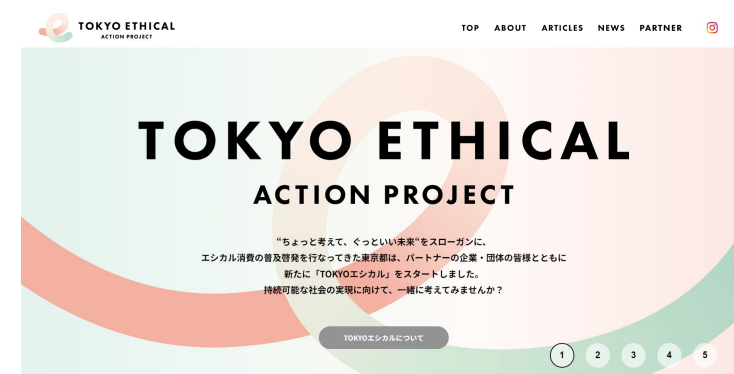 TOKYO ETHICAL
ACTION PROJECT
TOP ABOUT ARTICLES NEWS PARTNER
TOKYO ETHICAL
ACTION PROJECT
“ちょっと考えて、ぐっといい未来“をスローガンに、
エシカル消費の普及啓発を行なってきた東京都は、パートナーの企業・団体の皆様とともに
新たに「TOKYOエシカル」をスタートしました。
持続可能な社会の実現に向けて、一緒に考えてみませんか？
TOKYOエシカルについて
1 2 3 4 5